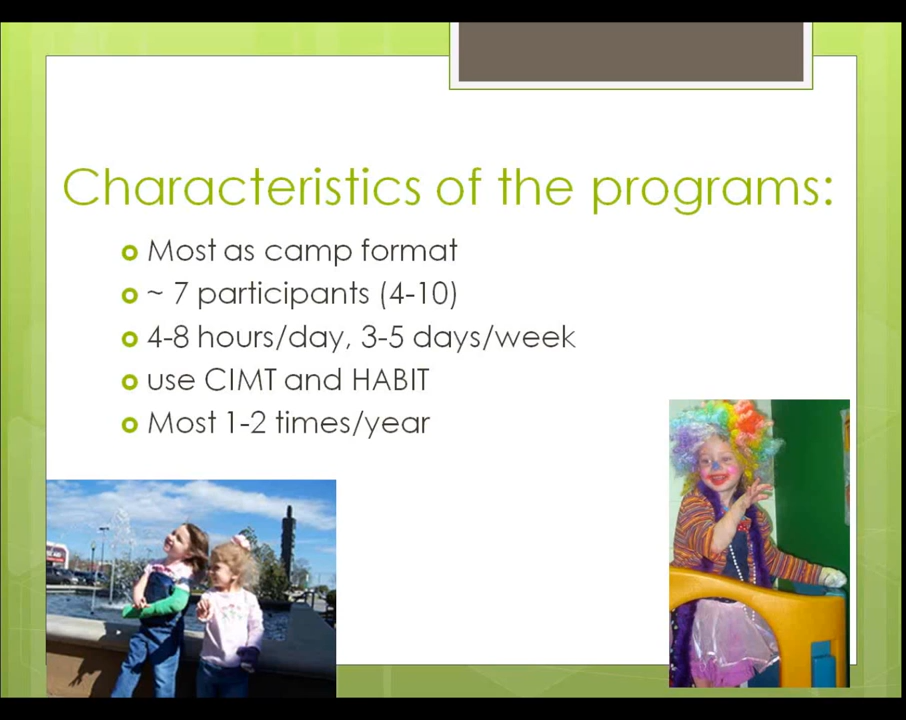 Characteristics of the programs:
Most as camp format
~ 7 participants (4-10)
4-8 hours/day, 3-5 days/week
use CIMT and HABIT
Most 1-2 times/year